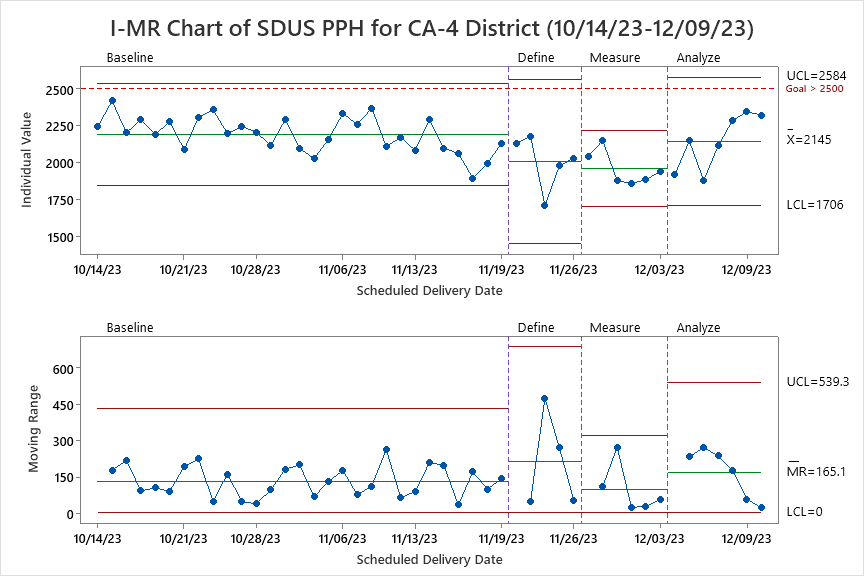 I-MR Chart of SDUS PPH for CA-4 District (10/14/23-12/09/23)
Baseline Define Measure Analyze
UCL=2584
Goal > 2500
X=2145
LCL=1706
Individual Value
2500
2250
2000
1750
1500
10/14/23 10/21/23 10/28/23 11/06/23 11/13/23 11/19/23 11/26/23 12/03/23 12/09/23
Scheduled Delivery Date
Baseline Define Measure Analyze
UCL=539.3
MR=165.1
LCL=0
Moving Range
600
450
300
150
0
10/14/23 10/21/23 10/28/23 11/06/23 11/13/23 11/19/23 11/26/23 12/03/23 12/09/23
Scheduled Delivery Date